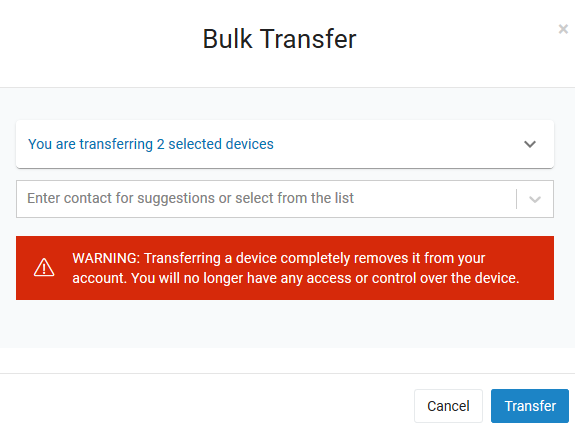 Bulk Transfer
×
You are transferring 2 selected devices
Enter contact for suggestions or select from the list
WARNING: Transferring a device completely removes it from your
account. You will no longer have any access or control over the device.
Cancel
Transfer